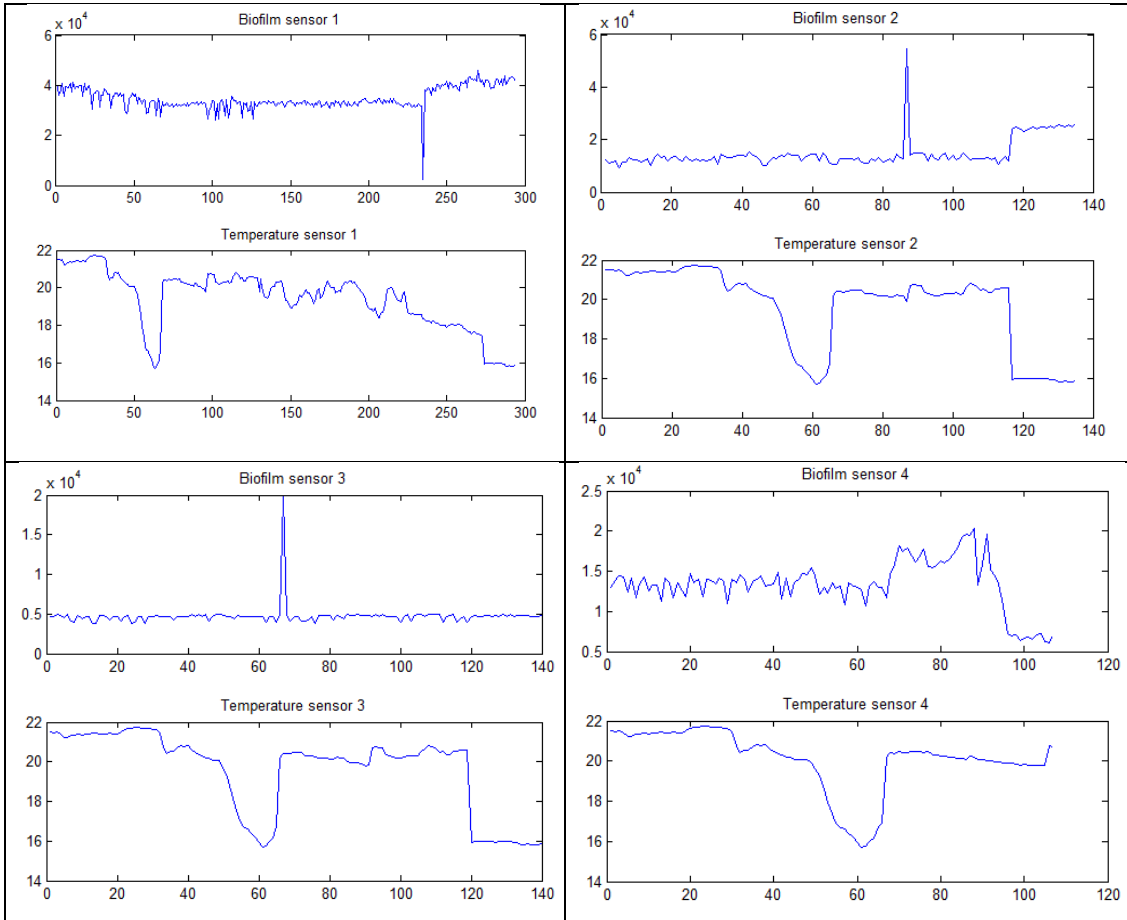 Biofilm sensor 1
x 10^4
6
4
2
0
0 50 100 150 200 250 300
Temperature sensor 1
22
20
18
16
14
0 50 100 150 200 250 300
Biofilm sensor 2
x 10^4
6
4
2
0
0 20 40 60 80 100 120 140
Temperature sensor 2
22
20
18
16
14
0 20 40 60 80 100 120 140
Biofilm sensor 3
x 10^4
2
1.5
1
0.5
0
0 20 40 60 80 100 120 140
Temperature sensor 3
22
20
18
16
14
0 20 40 60 80 100 120 140
Biofilm sensor 4
x 10^4
2.5
2
1.5
1
0.5
0 20 40 60 80 100 120
Temperature sensor 4
22
20
18
16
14
0 20 40 60 80 100 120